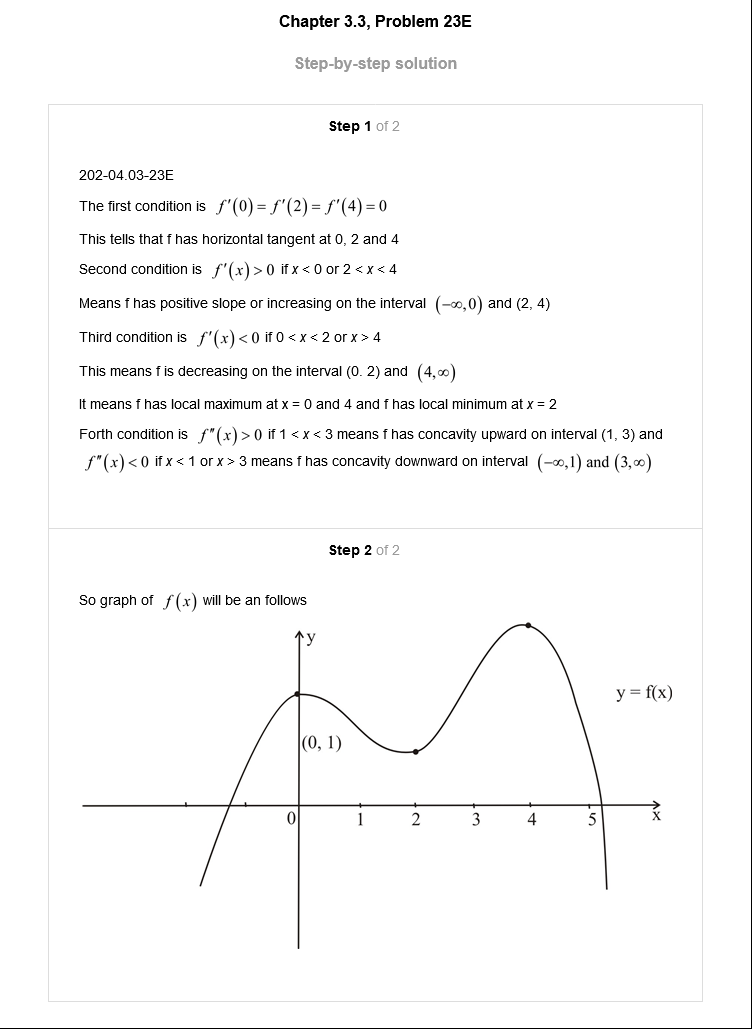 Chapter 3.3, Problem 23E
Step-by-step solution
Step 1 of 2
202-04.03-23E
The first condition is f′(0) = f′(2) = f′(4) = 0
This tells that f has horizontal tangent at 0, 2 and 4
Second condition is f′(x) > 0 if x < 0 or 2 < x < 4
Means f has positive slope or increasing on the interval (−∞,0) and (2, 4)
Third condition is f′(x) < 0 if 0 < x < 2 or x > 4
This means f is decreasing on the interval (0. 2) and (4,∞)
It means f has local maximum at x = 0 and 4 and f has local minimum at x = 2
Forth condition is f″(x) > 0 if 1 < x < 3 means f has concavity upward on interval (1, 3) and
f″(x) < 0 if x < 1 or x > 3 means f has concavity downward on interval (−∞,1) and (3,∞)
Step 2 of 2
So graph of f(x) will be an follows
y
y = f(x)
(0, 1)
0 1 2 3 4 5 x